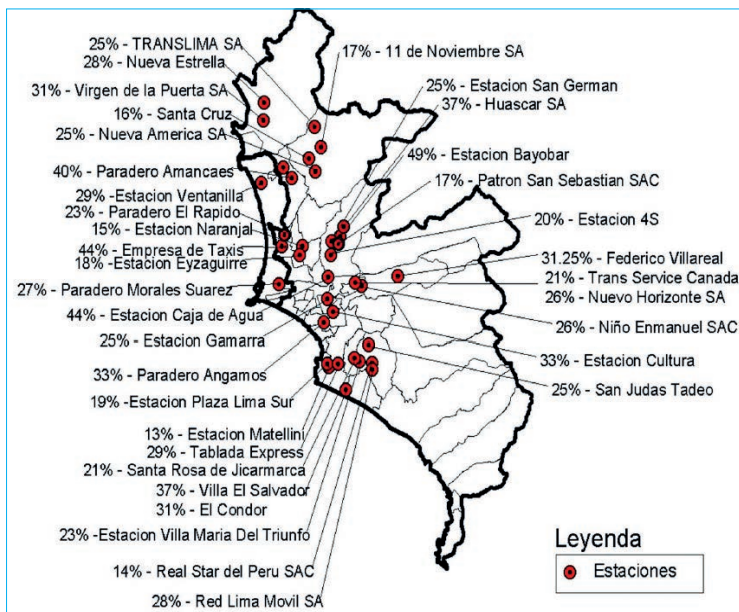 25% - TRANSLIMA SA
28% - Nueva Estrella
31% - Virgen de la Puerta SA
16% - Santa Cruz
25% - Nueva America SA
40% - Paradero Amancaes
29% -Estacion Ventanilla
23% - Paradero El Rapido
15% - Estacion Naranjal
44% - Empresa de Taxis
18% -Estacion Eyzaguirre
27% - Paradero Morales Suarez
44% - Estacion Caja de Agua
25% - Estacion Gamarra
33% - Paradero Angamos
19% -Estacion Plaza Lima Sur
13% - Estacion Matellini
29% - Tablada Express
21% - Santa Rosa de Jicarmarca
37% - Villa El Salvador
31% - El Condor
23% -Estacion Villa Maria Del Triunfo
14% - Real Star del Peru SAC
28% - Red Lima Movil SA
17% - 11 de Noviembre SA
25% - Estacion San German
37% - Huascar SA
49% - Estacion Bayobar
17% - Patron San Sebastian SAC
20% - Estacion 4S
31.25% - Federico Villareal
21% - Trans Service Canada
26% - Nuevo Horizonte SA
26% - Niño Enmanuel SAC
33% - Estacion Cultura
25% - San Judas Tadeo
Leyenda
Estaciones